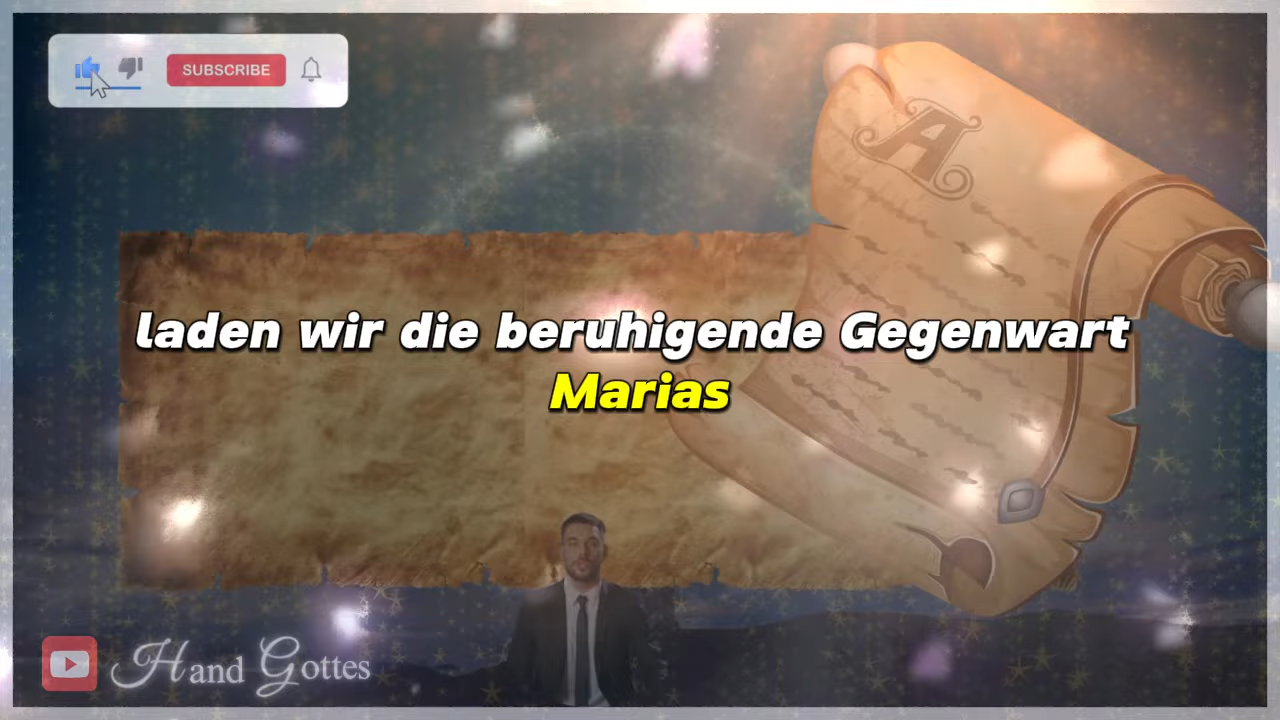 SUBSCRIBE
A
laden wir die beruhigende Gegenwart
Marias
Hand Gottes